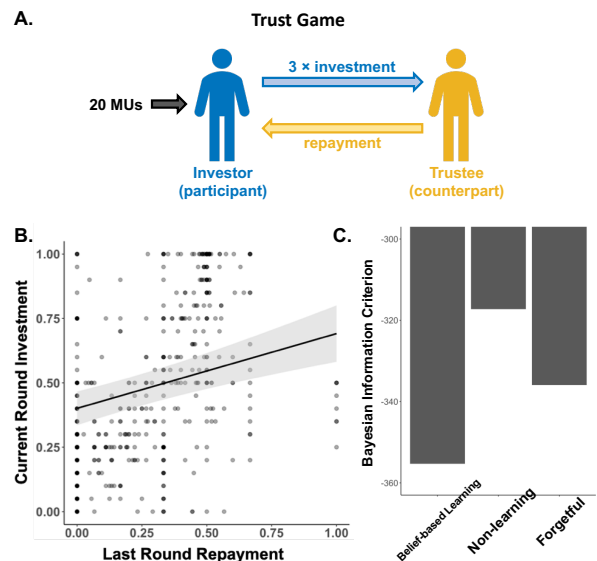 A.
Trust Game
3 × investment
20 MUs
repayment
Investor
(participant)
Trustee
(counterpart)
B.
Current Round Investment
1.00
0.75
0.50
0.25
0.00
0.00 0.25 0.50 0.75 1.00
Last Round Repayment
C.
Bayesian Information Criterion
-300
-320
-340
-360
Belief-based Learning
Non-learning
Forgetful